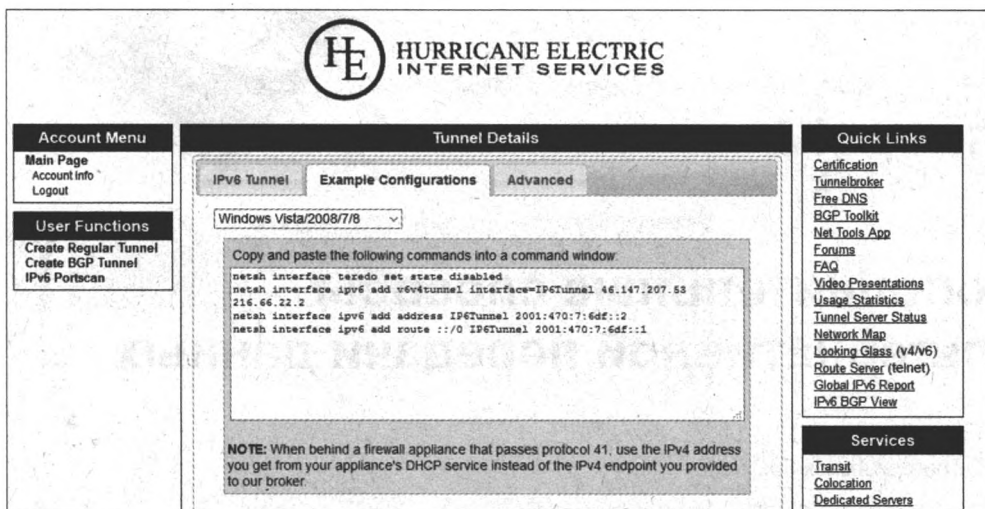 HE
HURRICANE ELECTRIC
INTERNET SERVICES
Account Menu
Main Page
Account Info
Logout
User Functions
Create Regular Tunnel
Create BGP Tunnel
IPv6 Portscan
Tunnel Details
IPv6 Tunnel
Example Configurations
Advanced
Windows Vista/2008/7/8
Copy and paste the following commands into a command window:
netsh interface teredo set state disabled
netsh interface ipv6 add v6v4tunnel interface=IP6Tunnel 46.147.207.53
216.66.22.2
netsh interface ipv6 add address IP6Tunnel 2001:470:7:6df::2
netsh interface ipv6 add route ::/0 IP6Tunnel 2001:470:7:6df::1
NOTE: When behind a firewall appliance that passes protocol 41, use the IPv4 address
you get from your appliance's DHCP service instead of the IPv4 endpoint you provided
to our broker.
Quick Links
Certification
Tunnelbroker
Free DNS
BGP Toolkit
Net Tools App
Forums
FAQ
Video Presentations
Usage Statistics
Tunnel Server Status
Network Map
Looking Glass (v4/v6)
Route Server (telnet)
Global IPv6 Report
IPv6 BGP View
Services
Transit
Colocation
Dedicated Servers